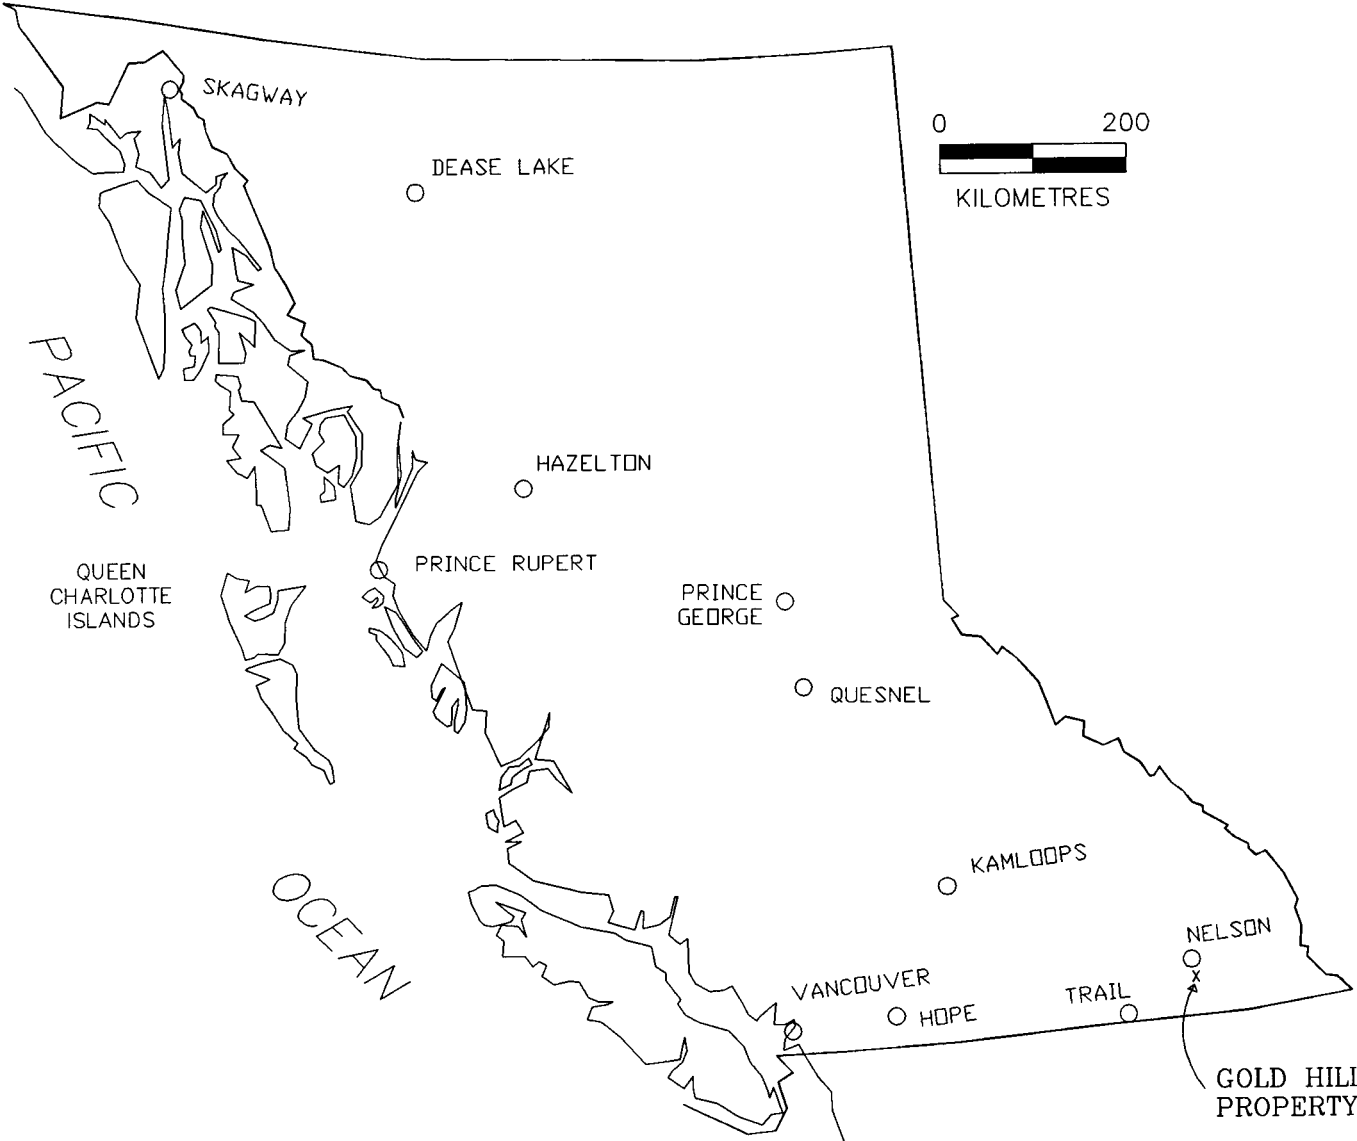 SKAGWAY
0 200
KILOMETRES
DEASE LAKE
PACIFIC
HAZELTON
PRINCE RUPERT
QUEEN
CHARLOTTE
ISLANDS
PRINCE
GEORGE
QUESNEL
KAMLOOPS
OCEAN
NELSON
x
VANCOUVER
HOPE
TRAIL
GOLD HILL
PROPERTY